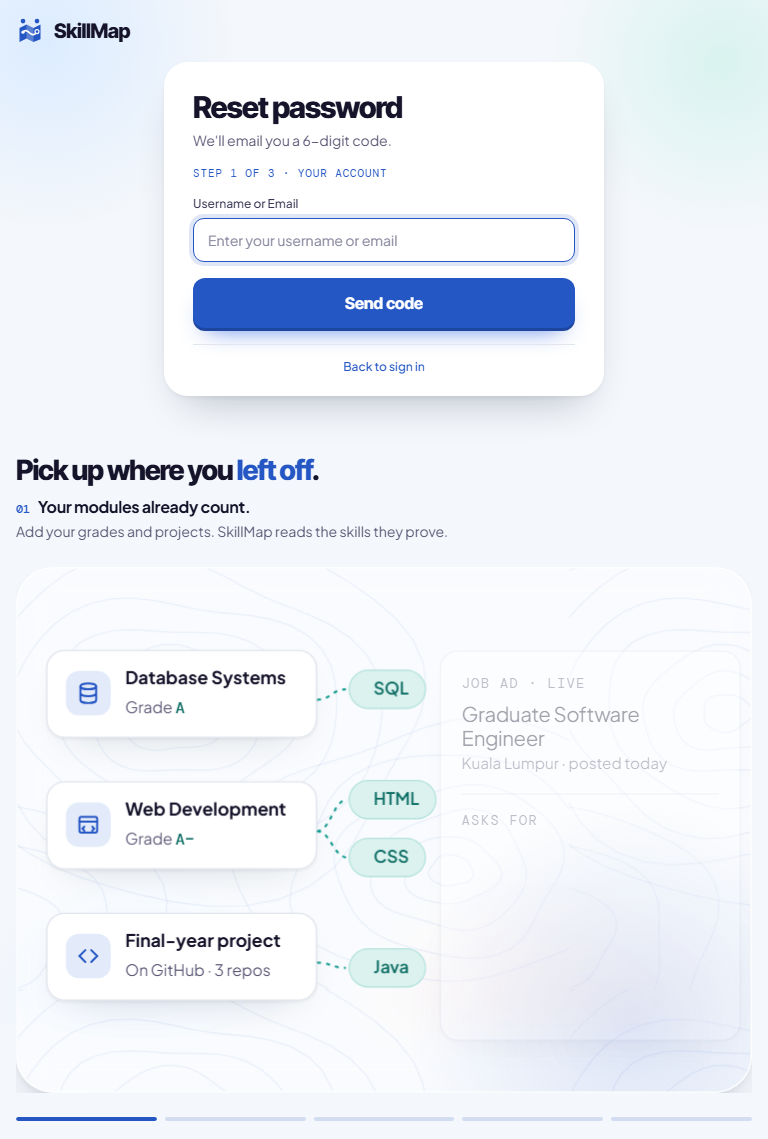 SkillMap
Reset password
We'll email you a 6-digit code.
STEP 1 OF 3 · YOUR ACCOUNT
Username or Email
Enter your username or email
Send code
Back to sign in
Pick up where you left off.
01 Your modules already count.
Add your grades and projects. SkillMap reads the skills they prove.
Database Systems
Grade A
SQL
Web Development
Grade A-
HTML
CSS
Final-year project
On GitHub · 3 repos
Java
JOB AD · LIVE
Graduate Software
Engineer
Kuala Lumpur · posted today
ASKS FOR